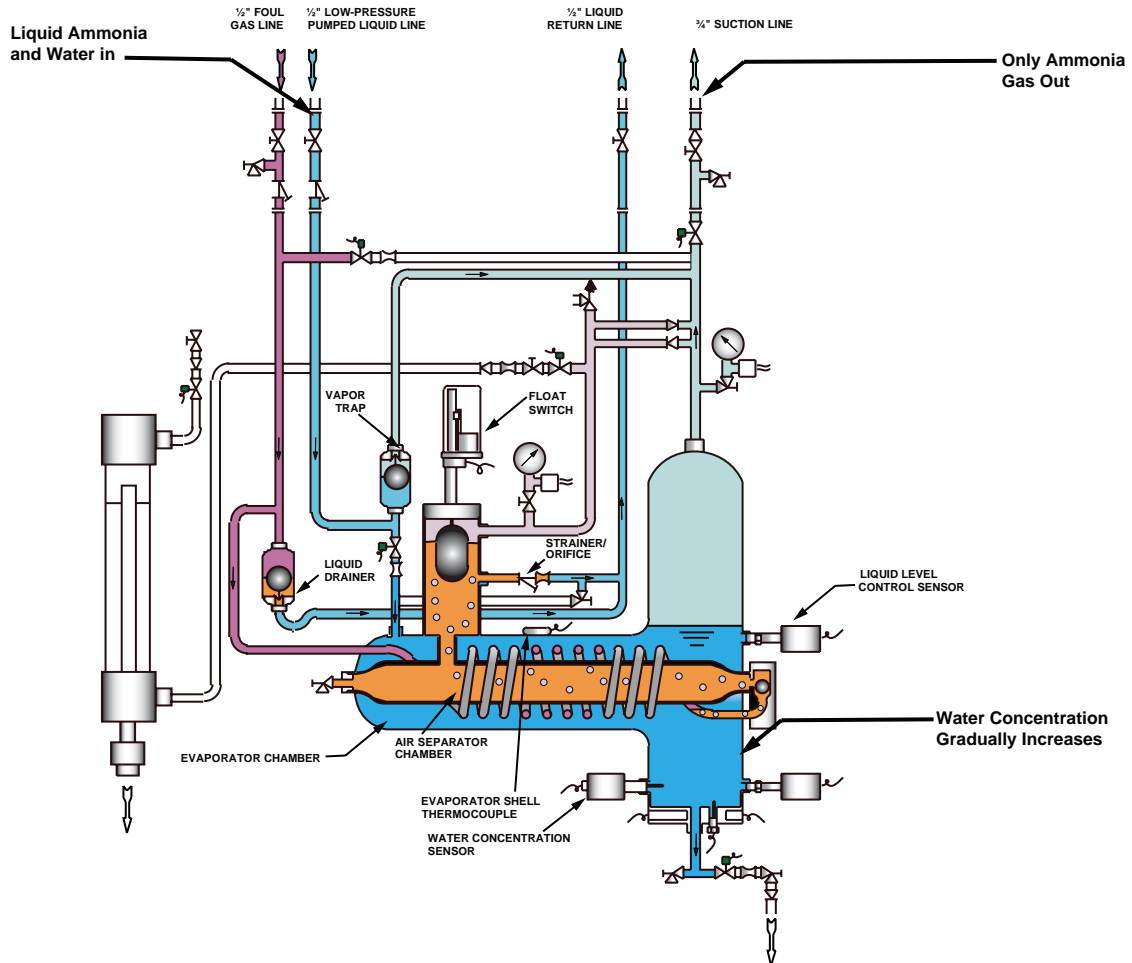 ½" FOUL
GAS LINE
½" LOW-PRESSURE
PUMPED LIQUID LINE
½" LIQUID
RETURN LINE
¾" SUCTION LINE
Liquid Ammonia
and Water in
Only Ammonia
Gas Out
VAPOR
TRAP
FLOAT
SWITCH
STRAINER/
ORIFICE
LIQUID
DRAINER
LIQUID LEVEL
CONTROL SENSOR
Water Concentration
Gradually Increases
EVAPORATOR CHAMBER
AIR SEPARATOR
CHAMBER
EVAPORATOR SHELL
THERMOCOUPLE
WATER CONCENTRATION
SENSOR